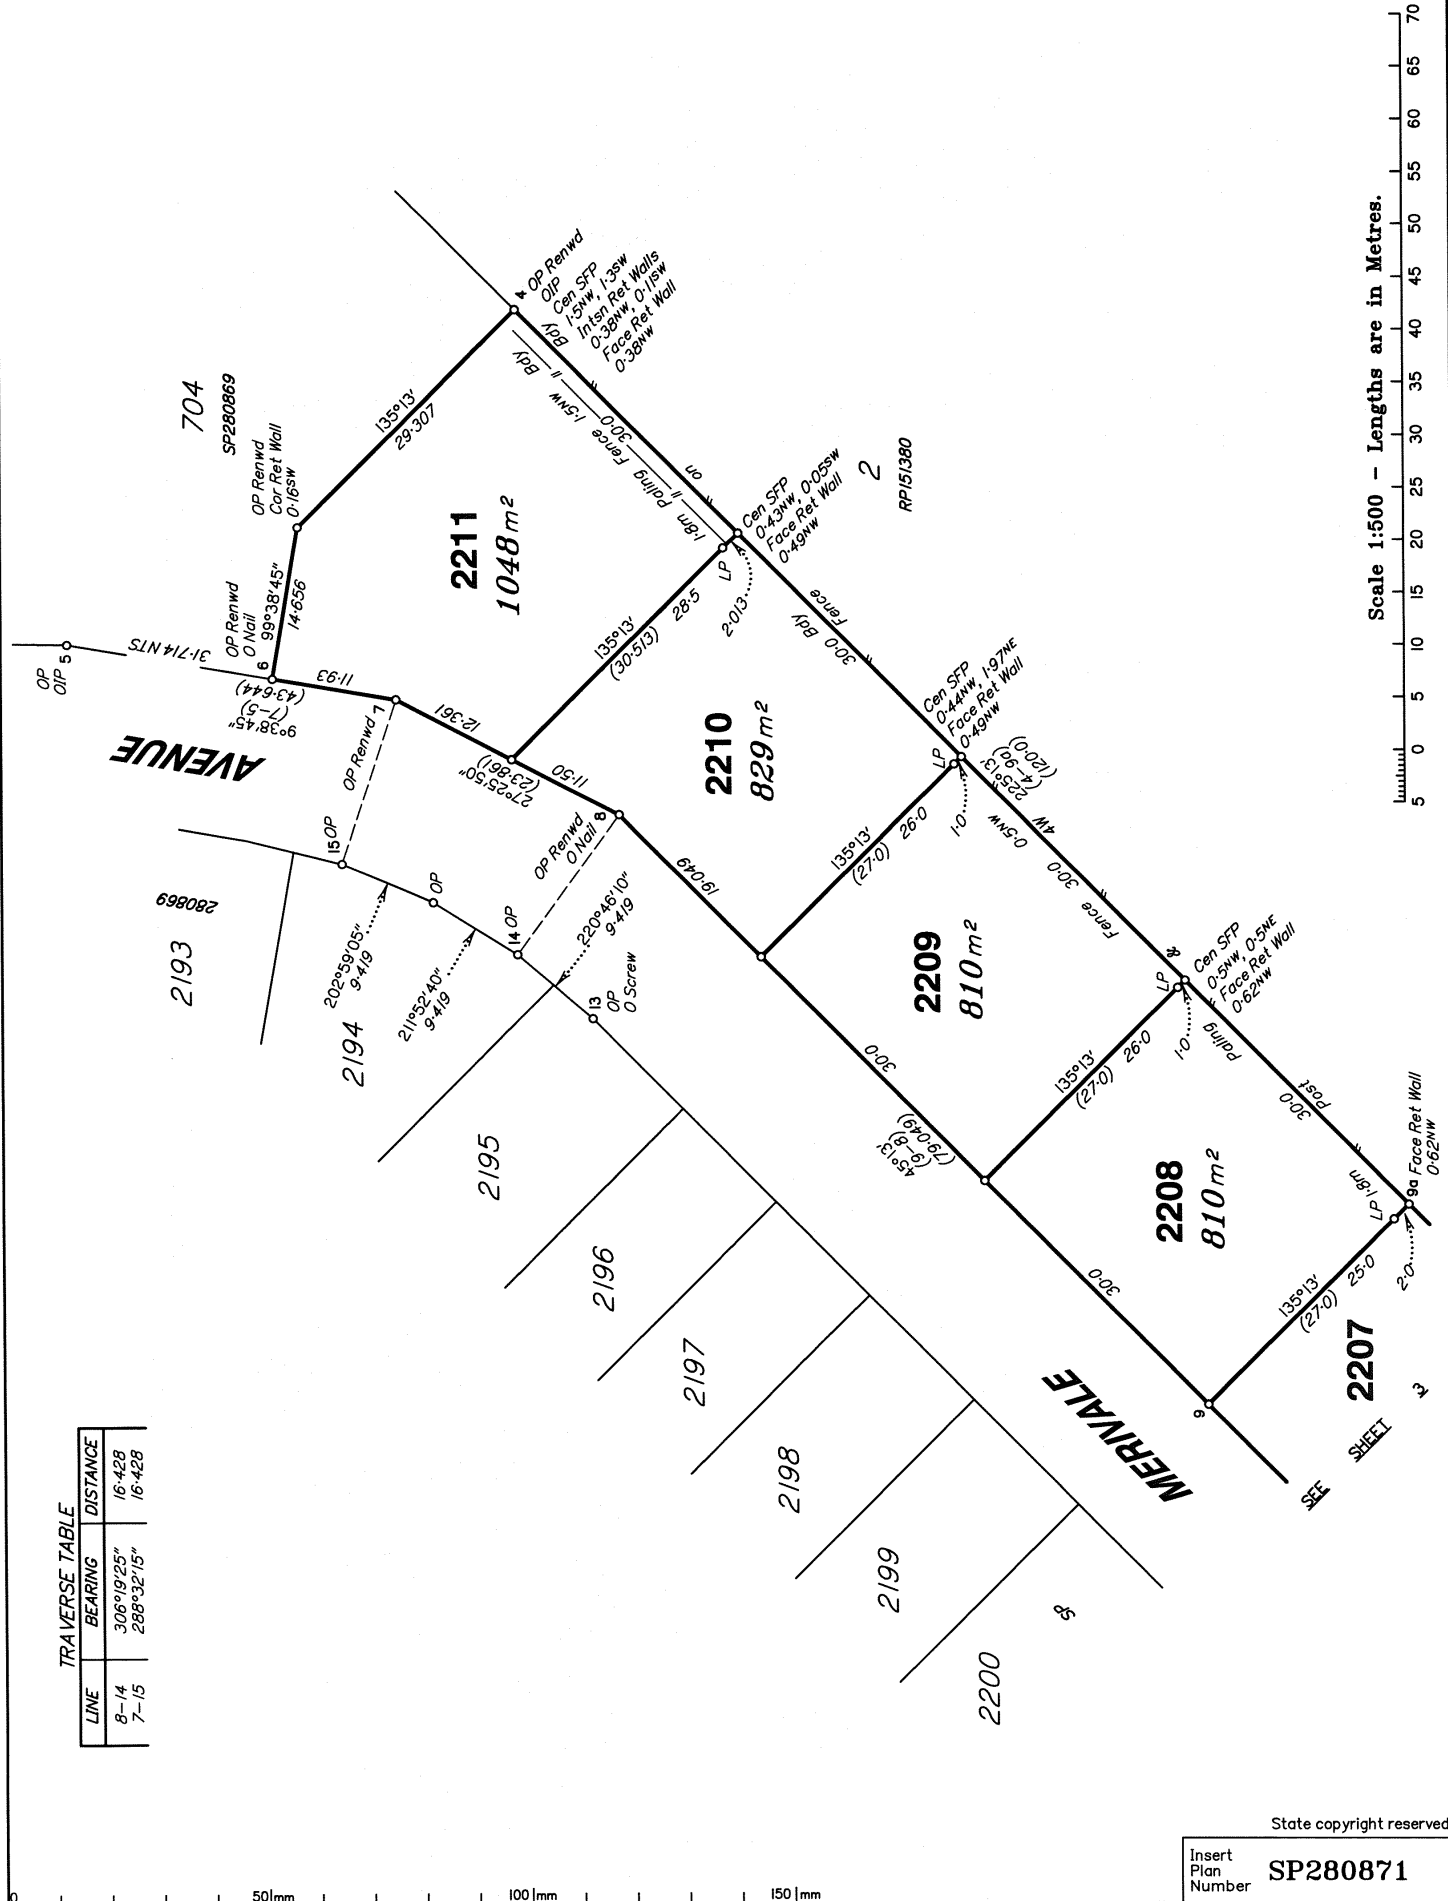 TRAVERSE TABLE
LINE BEARING DISTANCE
8–14 306°19'25" 16·428
7–15 288°32'15" 16·428
AVENUE
OP
OIP 5
31·714 NTS
6
9°38'45"
(7–5)
(43·644)
11·93
OP Renwd
O Nail
99°38'45"
14·656
OP Renwd
Cor Ret Wall
0·16SW
704
SP280869
135°13'
29·307
2211
1048 m²
4 OP Renwd
OIP
Bdy Cen SFP
1·5NW, 1·3SW
Intsn Ret Walls
0·38NW, 0·11SW
Face Ret Wall
0·38NW
1·8m Paling Fence 1·5NW Bdy
30·0
on
OP Renwd 7
12·361
15 OP
27°25'50"
(23·861)
11·50
135°13'
(30·513)
28·5
LP
2·013
Cen SFP
0·43NW, 0·05SW
Face Ret Wall
0·49NW
2
RP151380
2193
280869
OP
202°59'05"
9·419
2194
211°52'40"
9·419
14 OP
220°46'10"
9·419
13
OP
O Screw
OP Renwd
O Nail 8
2210
829 m²
30·0 Bdy Fence
19·049
135°13'
(27·0)
26·0
LP
1·0
Cen SFP
0·44NW, 1·97NE
Face Ret Wall
0·49NW
225°13'
(4–9a)
(120·0)
2195
2209
810 m²
30·0
Fence 30·0 0·5NW 4W
45°13'
(9–8)
(79·049)
135°13'
(27·0)
26·0
LP
1·0
&
Cen SFP
0·5NW, 0·5NE
Face Ret Wall
0·62NW
2196
2197
2208
810 m²
30·0
Paling
30·0
Post
1·8m
135°13'
(27·0)
25·0
LP
2·0
9a Face Ret Wall
0·62NW
2198
MERIVALE
9
2207
SEE SHEET 3
2199
2200
SP
Scale 1:500 – Lengths are in Metres.
5 0 5 10 15 20 25 30 35 40 45 50 55 60 65 70
State copyright reserved
Insert
Plan
Number SP280871
0 50 mm 100 mm 150 mm